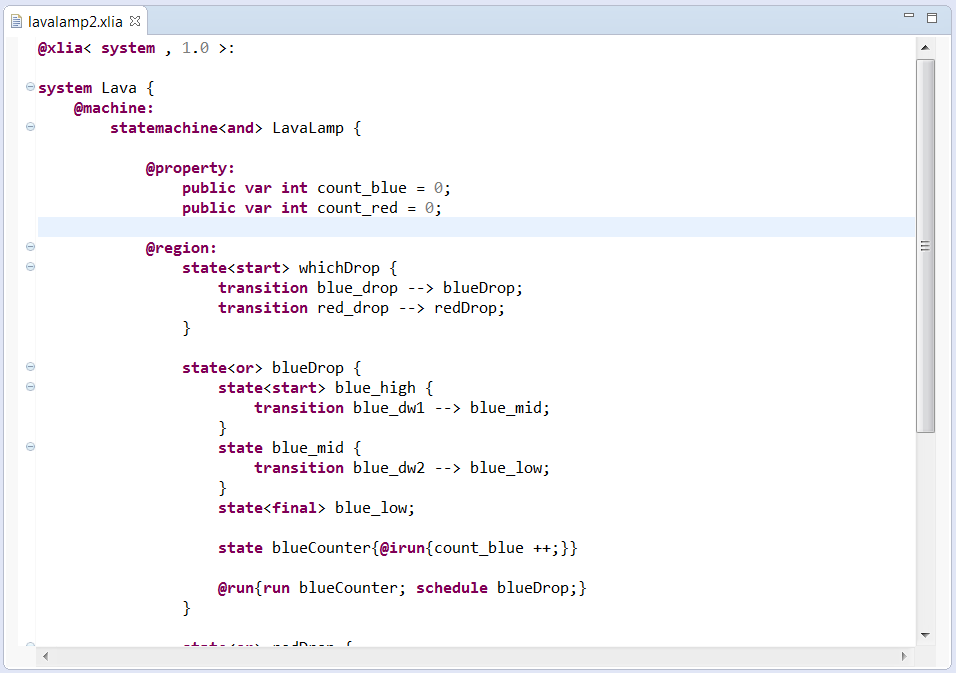 lavalamp2.xlia
@xlia< system , 1.0 >:
system Lava {
@machine:
statemachine<and> LavaLamp {
@property:
public var int count_blue = 0;
public var int count_red = 0;
@region:
state<start> whichDrop {
transition blue_drop --> blueDrop;
transition red_drop --> redDrop;
}
state<or> blueDrop {
state<start> blue_high {
transition blue_dw1 --> blue_mid;
}
state blue_mid {
transition blue_dw2 --> blue_low;
}
state<final> blue_low;
state blueCounter{@irun{count_blue ++;}}
@run{run blueCounter; schedule blueDrop;}
}